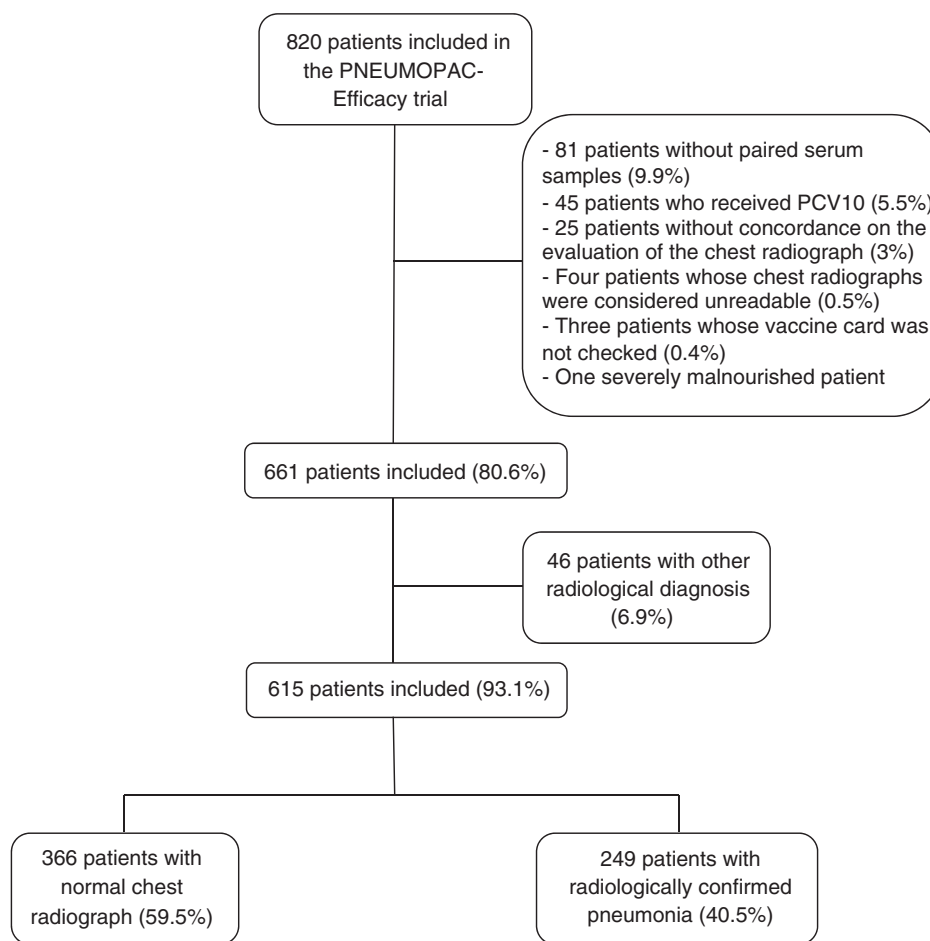 820 patients included in
the PNEUMOPAC-
Efficacy trial
- 81 patients without paired serum
samples (9.9%)
- 45 patients who received PCV10 (5.5%)
- 25 patients without concordance on the
evaluation of the chest radiograph (3%)
- Four patients whose chest radiographs
were considered unreadable (0.5%)
- Three patients whose vaccine card was
not checked (0.4%)
- One severely malnourished patient
661 patients included (80.6%)
46 patients with other
radiological diagnosis
(6.9%)
615 patients included (93.1%)
366 patients with
normal chest
radiograph (59.5%)
249 patients with
radiologically confirmed
pneumonia (40.5%)